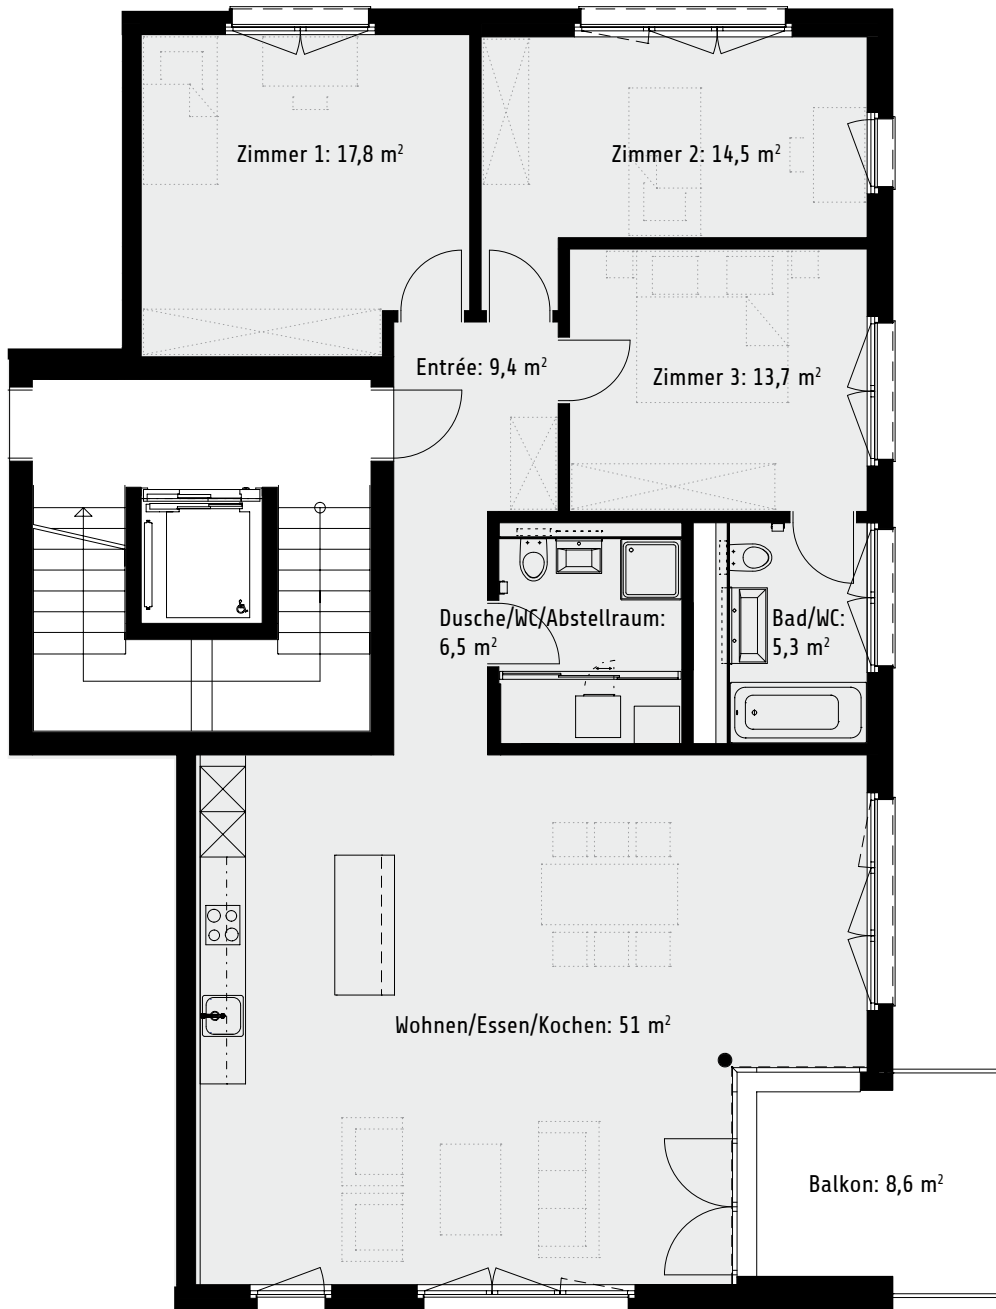 Zimmer 1: 17,8 m²
Zimmer 2: 14,5 m²
Entrée: 9,4 m²
Zimmer 3: 13,7 m²
Dusche/WC/Abstellraum:
6,5 m²
Bad/WC:
5,3 m²
Wohnen/Essen/Kochen: 51 m²
Balkon: 8,6 m²